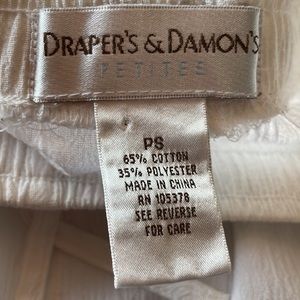 DRAPER'S & DAMON'S
PETITES
PS
65% COTTON
35% POLYESTER
MADE IN CHINA
RN 105378
SEE REVERSE
FOR CARE